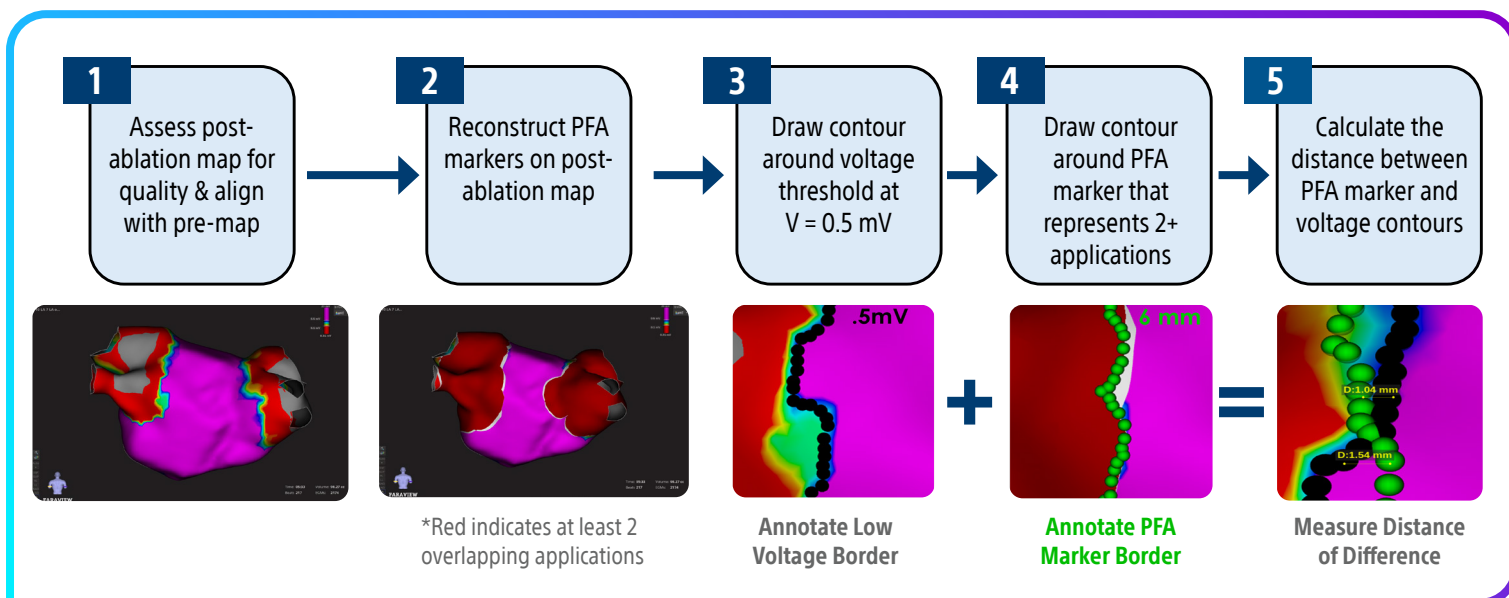 1
Assess post-
ablation map for
quality & align
with pre-map
2
Reconstruct PFA
markers on post-
ablation map
3
Draw contour
around voltage
threshold at
V = 0.5 mV
4
Draw contour
around PFA
marker that
represents 2+
applications
5
Calculate the
distance between
PFA marker and
voltage contours
FARAVIEW
FARAVIEW
*Red indicates at least 2
overlapping applications
.5mV
Annotate Low
Voltage Border
6 mm
Annotate PFA
Marker Border
D:1.04 mm
D:1.54 mm
Measure Distance
of Difference